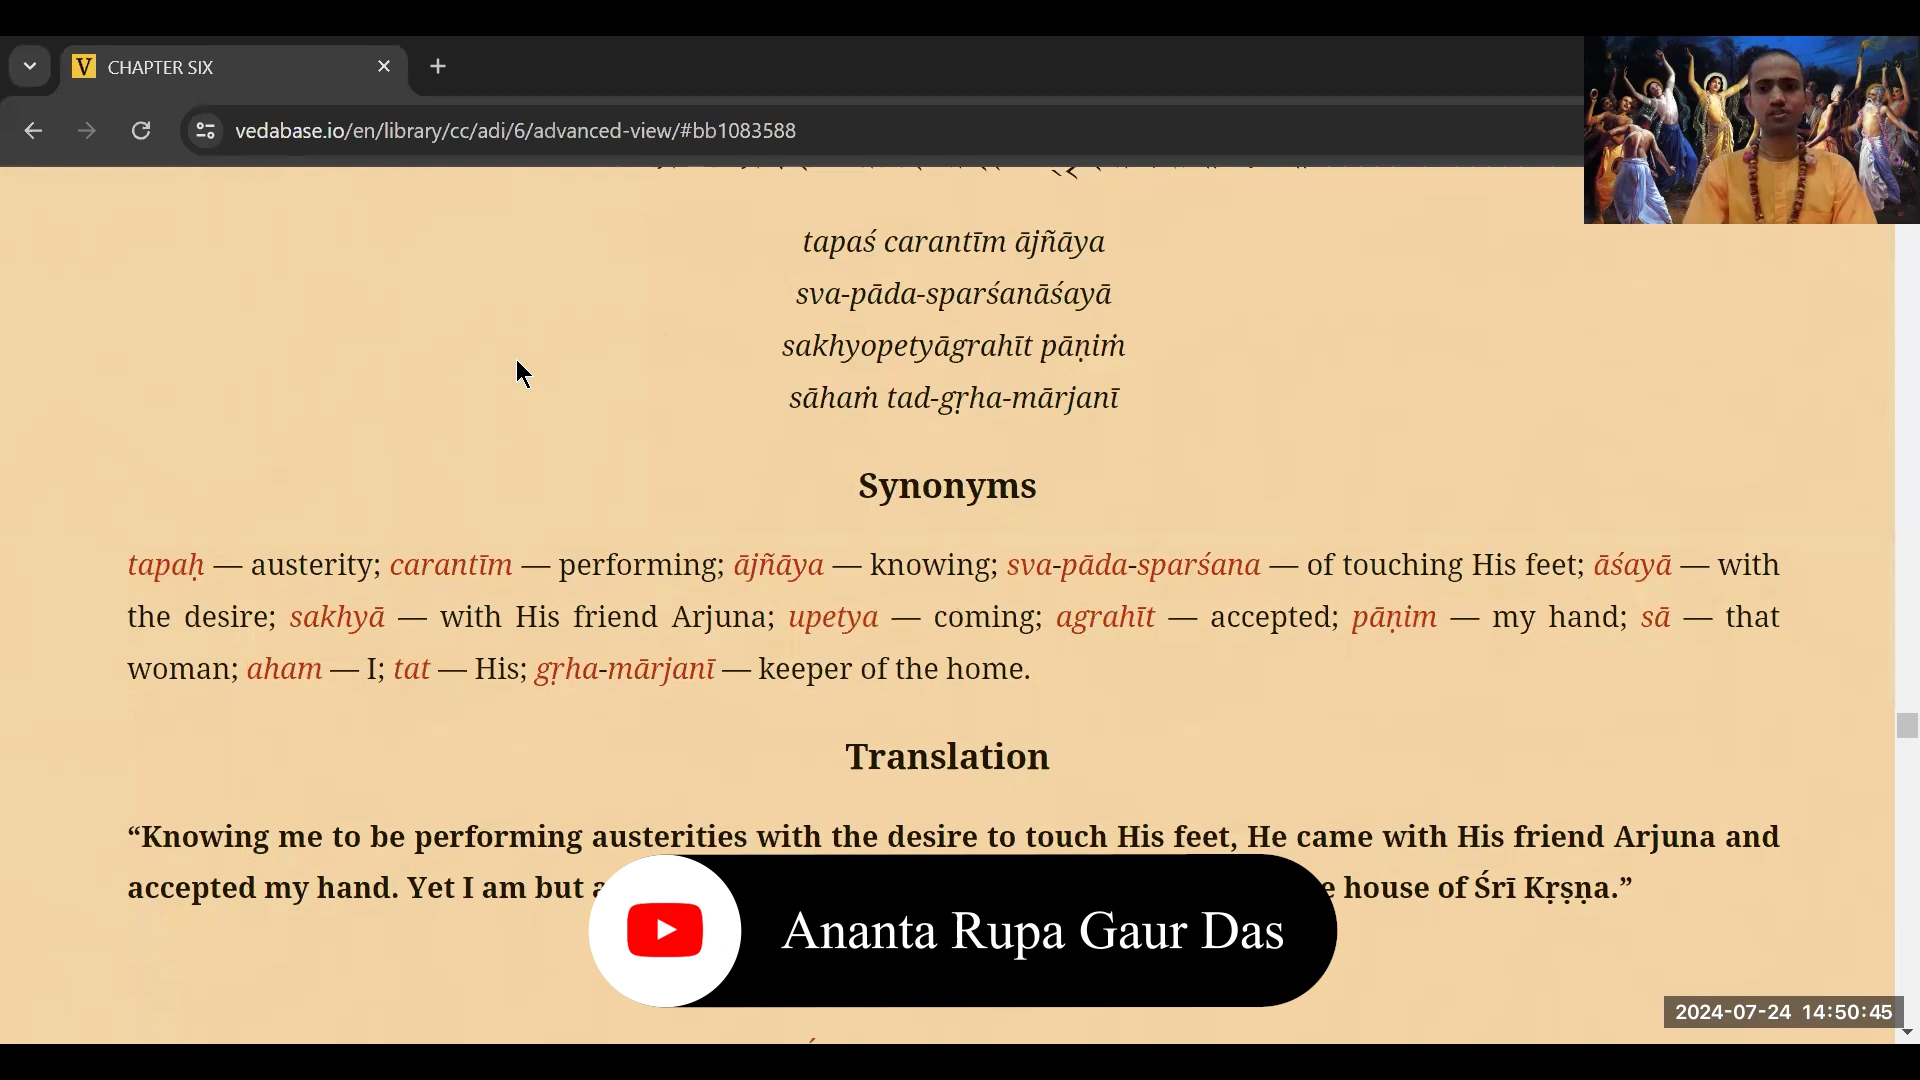 CHAPTER SIX
vedabase.io/en/library/cc/adi/6/advanced-view/#bb1083588
tapaś carantīm ājñāya
sva-pāda-sparśanāśayā
sakhyopetyāgrahīt pāṇiṁ
sāhaṁ tad-gṛha-mārjanī
Synonyms
tapaḥ — austerity; carantīm — performing; ājñāya — knowing; sva-pāda-sparśana — of touching His feet; āśayā — with
the desire; sakhyā — with His friend Arjuna; upetya — coming; agrahīt — accepted; pāṇim — my hand; sā — that
woman; aham — I; tat — His; gṛha-mārjanī — keeper of the home.
Translation
“Knowing me to be performing austerities with the desire to touch His feet, He came with His friend Arjuna and
accepted my hand. Yet I am but house of Śrī Kṛṣṇa.”
Ananta Rupa Gaur Das
2024-07-24 14:50:45